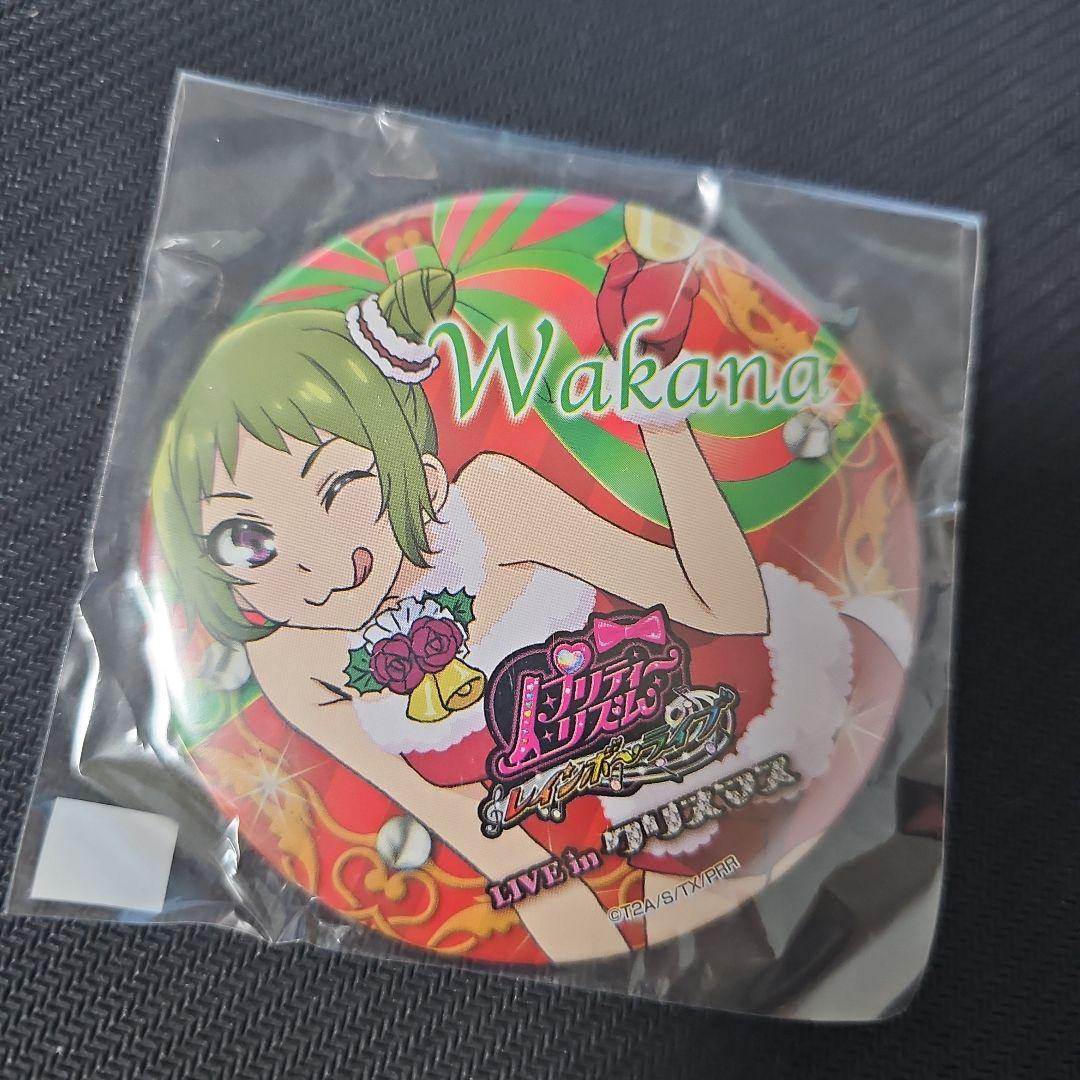 Wakana
プリティー
リズム
レインボーライブ
LIVE in クリスマス
©T2A/S/TX/PRR